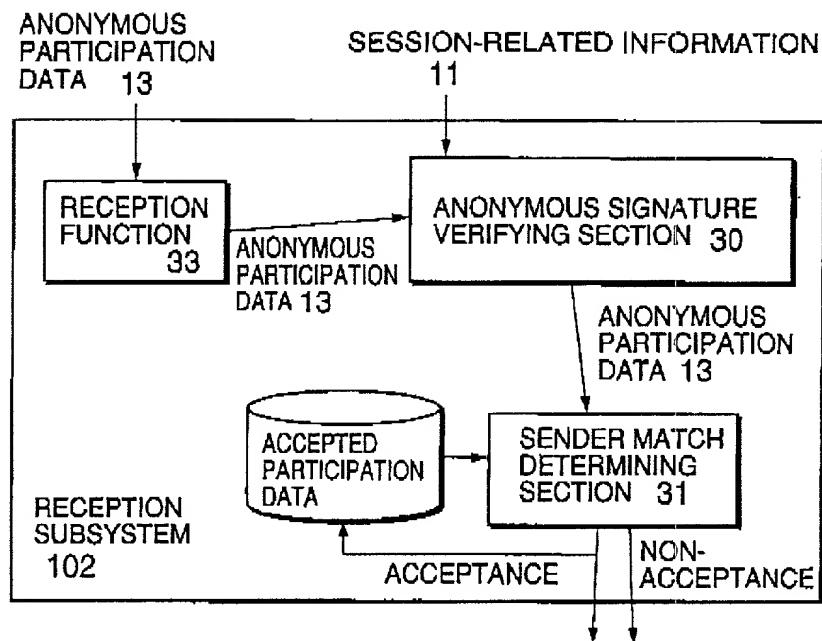 ANONYMOUS
PARTICIPATION
DATA 13
SESSION-RELATED INFORMATION
11
RECEPTION
FUNCTION
33
ANONYMOUS SIGNATURE
VERIFYING SECTION 30
ANONYMOUS
PARTICIPATION
DATA 13
ANONYMOUS
PARTICIPATION
DATA 13
ACCEPTED
PARTICIPATION
DATA
SENDER MATCH
DETERMINING
SECTION 31
RECEPTION
SUBSYSTEM
102
ACCEPTANCE
NON-
ACCEPTANCE